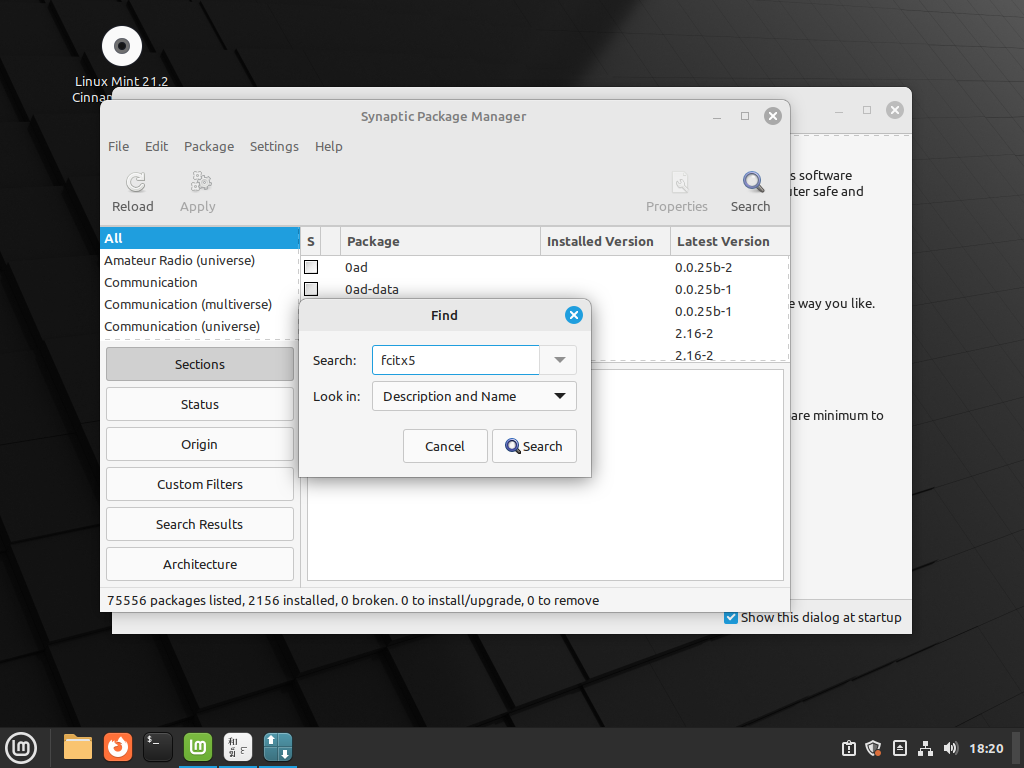 Linux Mint 21.2
Synaptic Package Manager
File Edit Package Settings Help
Reload Apply Properties Search
s software
and
All
S Package Installed Version Latest Version
Amateur Radio (universe)
Communication
Communication (multiverse)
Communication (universe)
0ad 0.0.25b-2
0ad-data 0.0.25b-1
0.0.25b-1
2.16-2
2.16-2
e way you like.
Find
Search: fcitx5
Look in: Description and Name
Cancel Search
Sections
Status
Origin
Custom Filters
Search Results
Architecture
are minimum to
75556 packages listed, 2156 installed, 0 broken. 0 to install/upgrade, 0 to remove
Show this dialog at startup
18:20